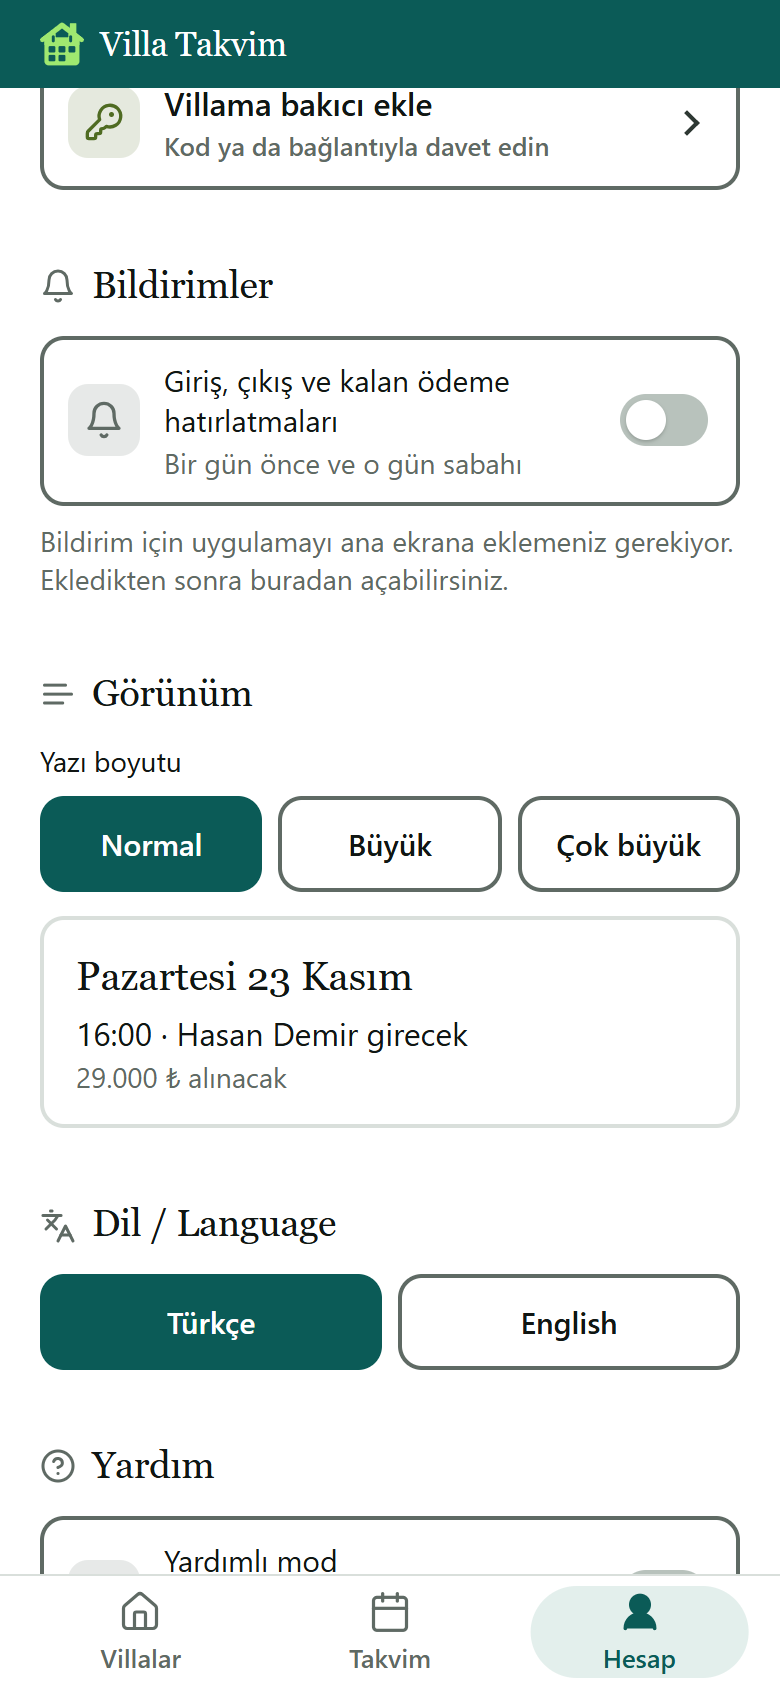 Villa Takvim
Villama bakıcı ekle
Kod ya da bağlantıyla davet edin
Bildirimler
Giriş, çıkış ve kalan ödeme
hatırlatmaları
Bir gün önce ve o gün sabahı
Bildirim için uygulamayı ana ekrana eklemeniz gerekiyor.
Ekledikten sonra buradan açabilirsiniz.
Görünüm
Yazı boyutu
Normal
Büyük
Çok büyük
Pazartesi 23 Kasım
16:00 · Hasan Demir girecek
29.000 ₺ alınacak
Dil / Language
Türkçe
English
Yardım
Yardımlı mod
Villalar
Takvim
Hesap